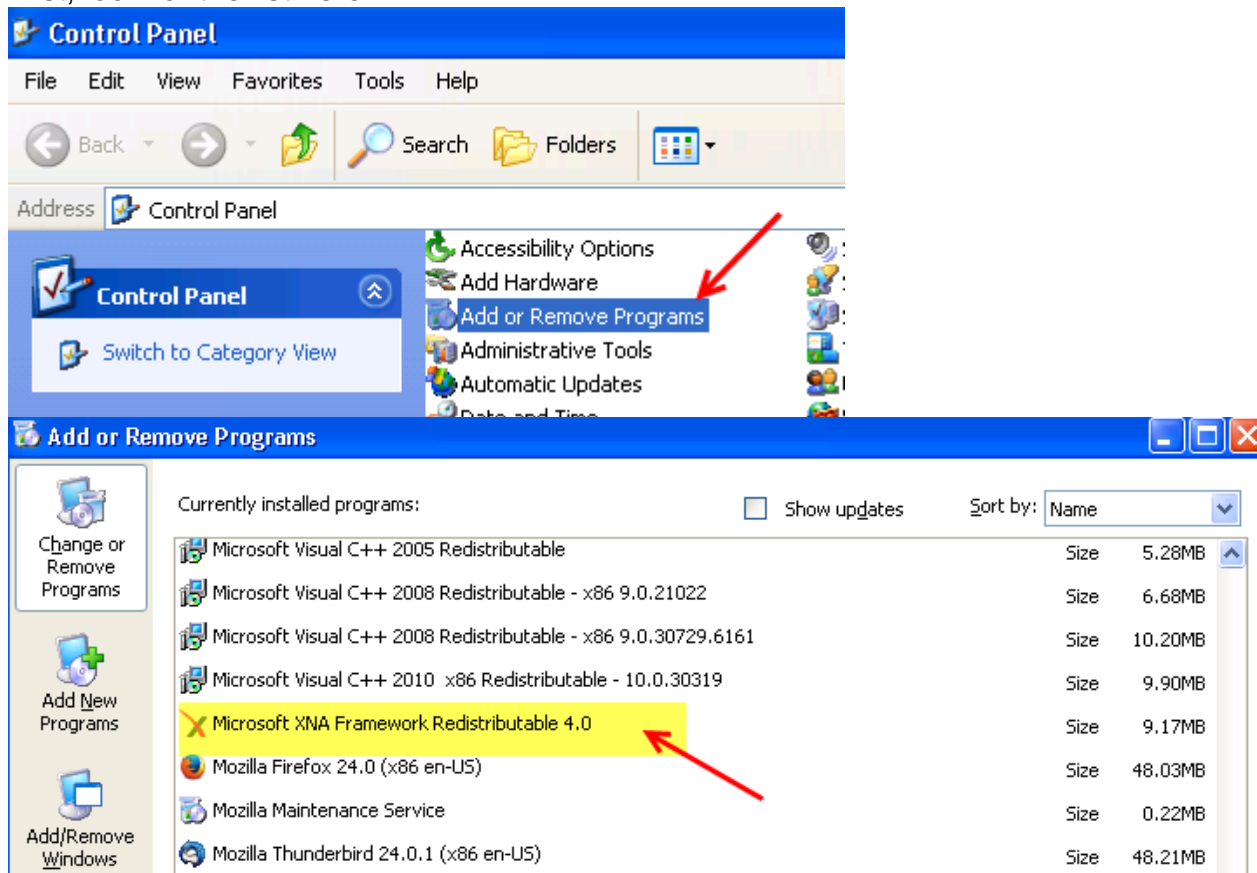 Control Panel
File Edit View Favorites Tools Help
Back Search Folders
Address Control Panel
Control Panel
Switch to Category View
Accessibility Options
Add Hardware
Add or Remove Programs
Administrative Tools
Automatic Updates
Date and Time
Add or Remove Programs
Change or
Remove
Programs
Add New
Programs
Add/Remove
Windows
Currently installed programs: Show updates Sort by: Name
Microsoft Visual C++ 2005 Redistributable Size 5.28MB
Microsoft Visual C++ 2008 Redistributable - x86 9.0.21022 Size 6.68MB
Microsoft Visual C++ 2008 Redistributable - x86 9.0.30729.6161 Size 10.20MB
Microsoft Visual C++ 2010 x86 Redistributable - 10.0.30319 Size 9.90MB
Microsoft XNA Framework Redistributable 4.0 Size 9.17MB
Mozilla Firefox 24.0 (x86 en-US) Size 48.03MB
Mozilla Maintenance Service Size 0.22MB
Mozilla Thunderbird 24.0.1 (x86 en-US) Size 48.21MB